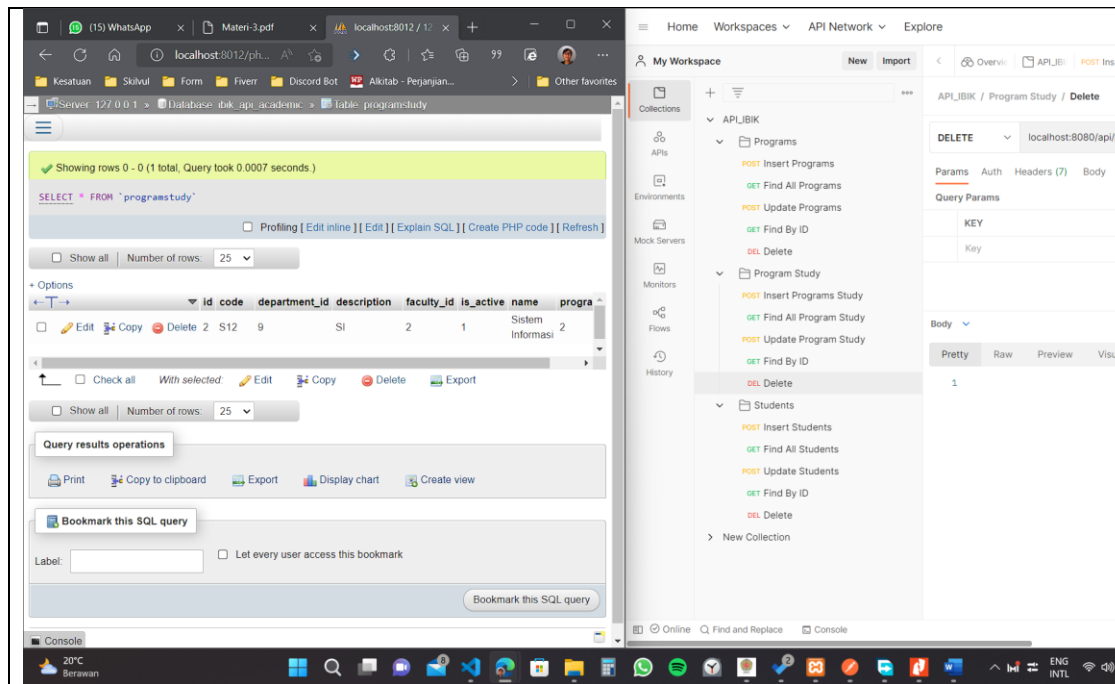 (15) WhatsApp
Materi-3.pdf
localhost:8012 / 12
localhost:8012/ph...
99
Kesatuan
Skilvul
Form
Fiverr
Discord Bot
Alkitab - Perjanjian...
Other favorites
Server: 127.0.0.1 » Database: ibik_api_academic » Table: programstudy
Showing rows 0 - 0 (1 total, Query took 0.0007 seconds.)
SELECT * FROM `programstudy`
Profiling [ Edit inline ] [ Edit ] [ Explain SQL ] [ Create PHP code ] [ Refresh ]
Show all | Number of rows: 25
+ Options
id code department_id description faculty_id is_active name progra
Edit Copy Delete 2 S12 9 SI 2 1 Sistem Informasi 2
Check all With selected: Edit Copy Delete Export
Show all | Number of rows: 25
Query results operations
Print Copy to clipboard Export Display chart Create view
Bookmark this SQL query
Label: Let every user access this bookmark
Bookmark this SQL query
Console
Home Workspaces API Network Explore
My Workspace New Import
Overvi API_IB POST Ins
Collections
APIs
Environments
Mock Servers
Monitors
Flows
History
API_IBIK
Programs
POST Insert Programs
GET Find All Programs
POST Update Programs
GET Find By ID
DEL Delete
Program Study
POST Insert Programs Study
GET Find All Program Study
POST Update Program Study
GET Find By ID
DEL Delete
Students
POST Insert Students
GET Find All Students
POST Update Students
GET Find By ID
DEL Delete
New Collection
API_IBIK / Program Study / Delete
DELETE localhost:8080/api/
Params Auth Headers (7) Body
Query Params
KEY
Key
Body
Pretty Raw Preview Visu
1
Online Find and Replace Console
20°C
Berawan
8
2
ENG
INTL